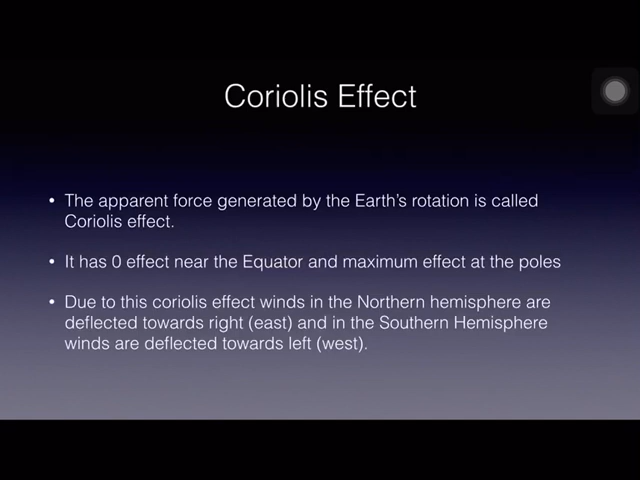 Coriolis Effect
• The apparent force generated by the Earth's rotation is called
Coriolis effect.
• It has 0 effect near the Equator and maximum effect at the poles
• Due to this coriolis effect winds in the Northern hemisphere are
deflected towards right (east) and in the Southern Hemisphere
winds are deflected towards left (west).